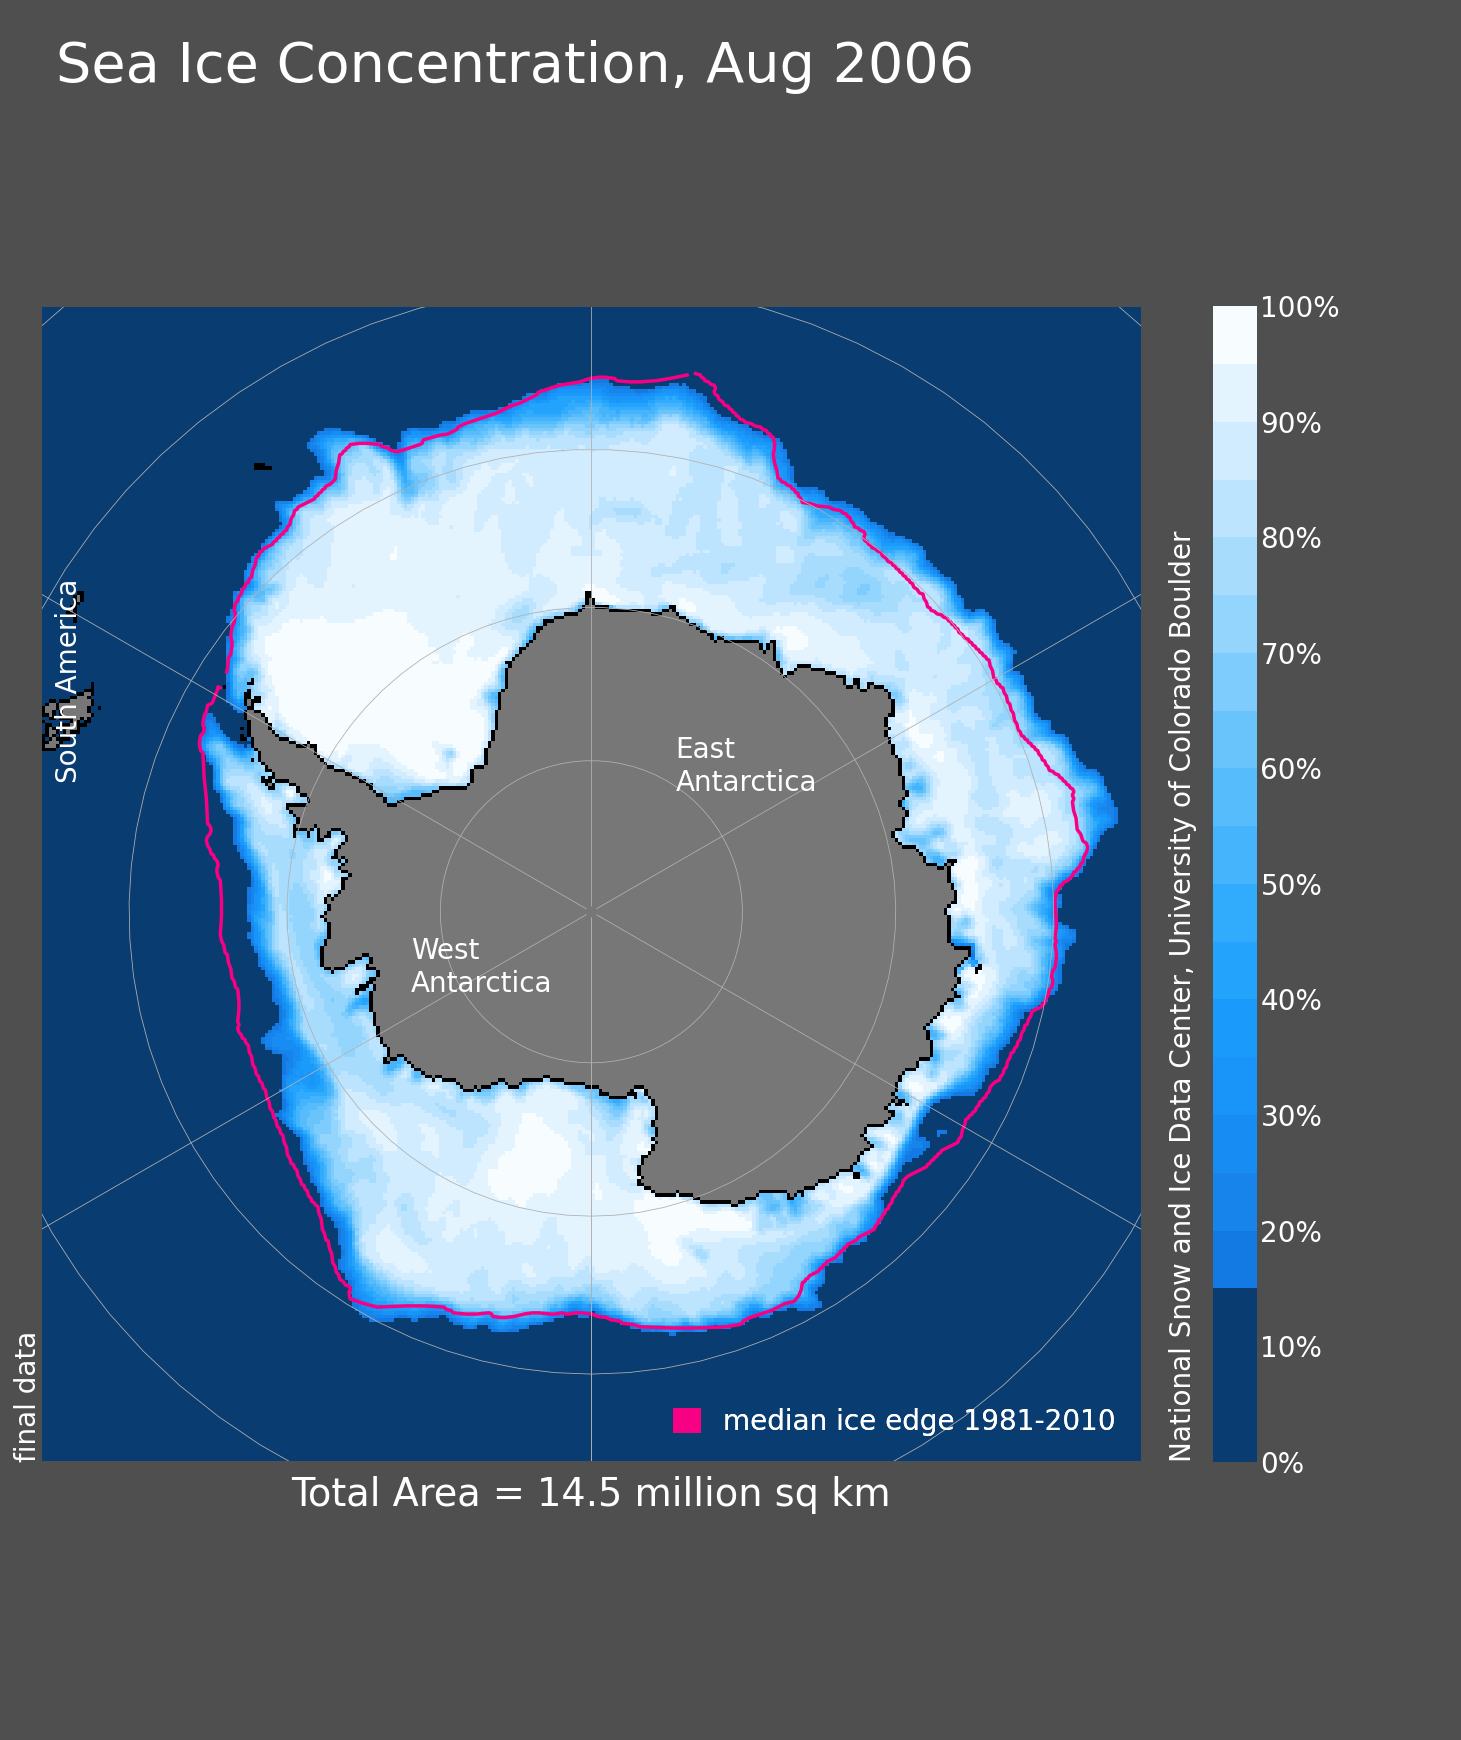 Sea Ice Concentration, Aug 2006
South America
East
Antarctica
West
Antarctica
median ice edge 1981-2010
final data
Total Area = 14.5 million sq km
100%
90%
80%
70%
60%
50%
40%
30%
20%
10%
0%
National Snow and Ice Data Center, University of Colorado Boulder